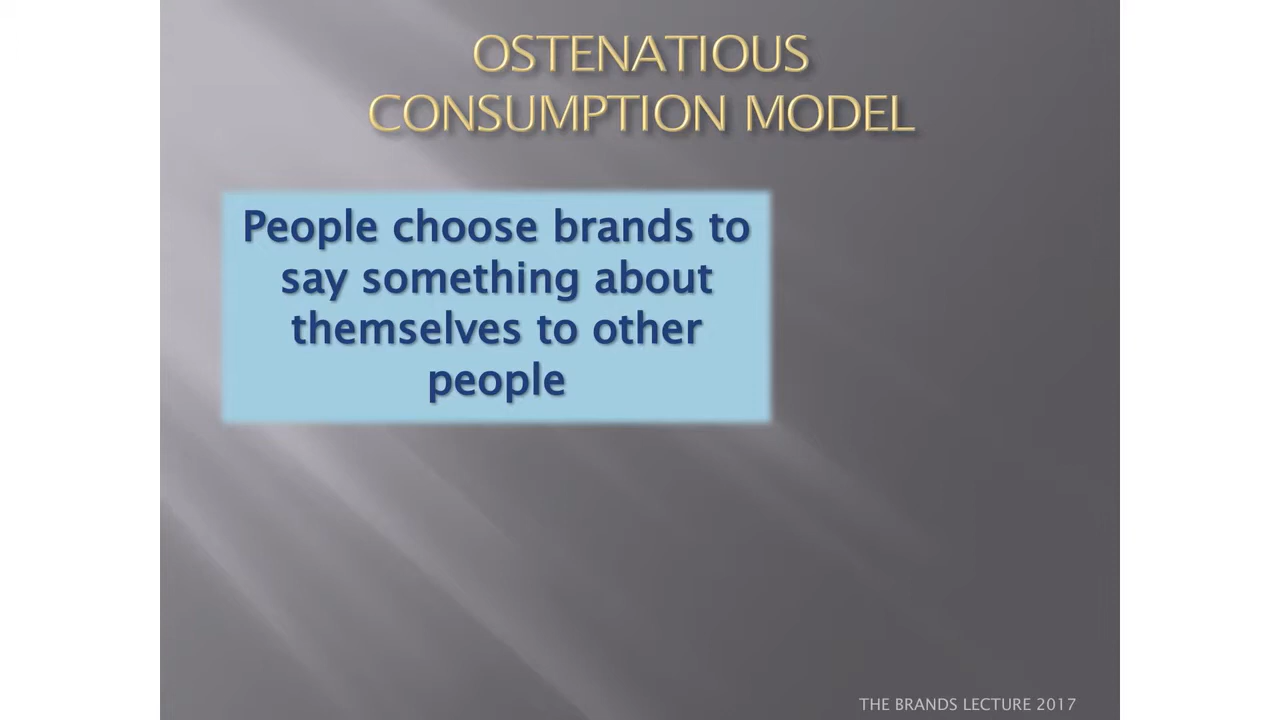 OSTENATIOUS
CONSUMPTION MODEL
People choose brands to
say something about
themselves to other
people
THE BRANDS LECTURE 2017